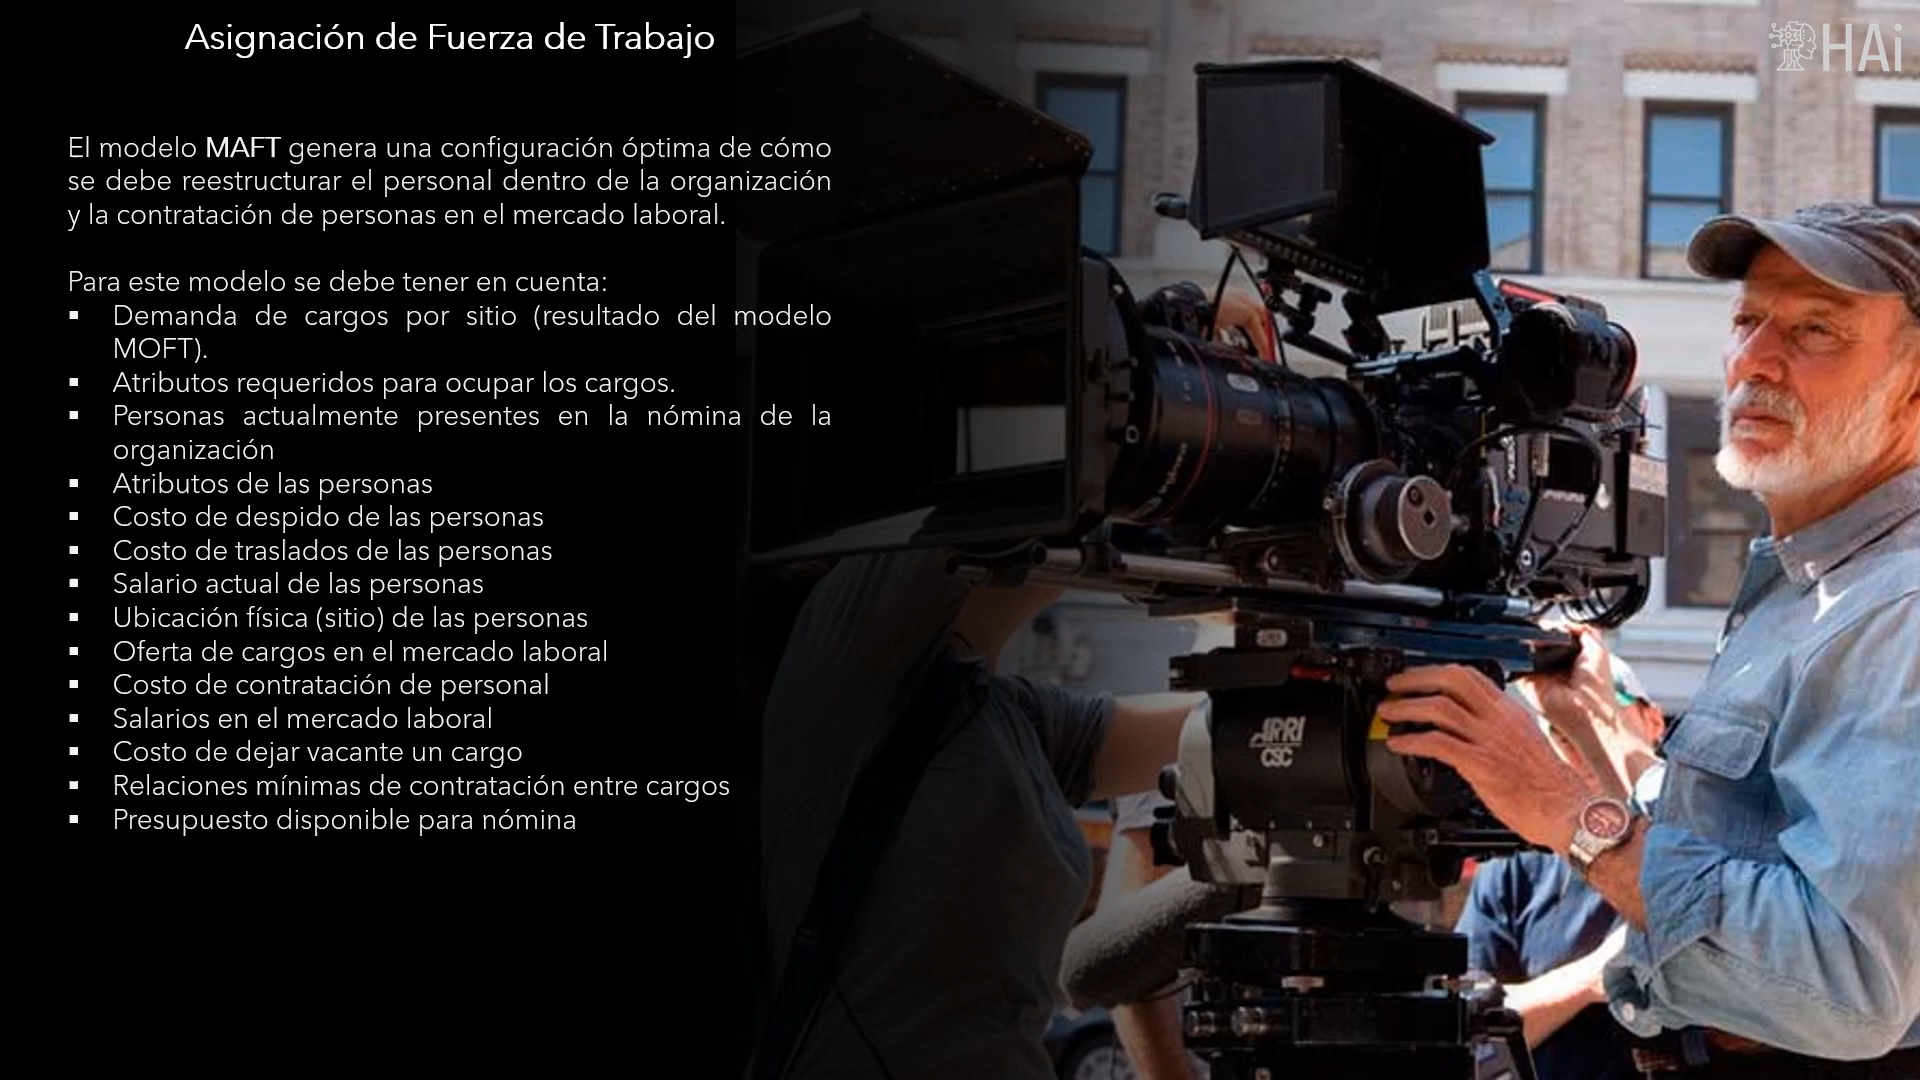 Asignación de Fuerza de Trabajo
HAi
El modelo MAFT genera una configuración óptima de cómo
se debe reestructurar el personal dentro de la organización
y la contratación de personas en el mercado laboral.
Para este modelo se debe tener en cuenta:
▪ Demanda de cargos por sitio (resultado del modelo
MOFT).
▪ Atributos requeridos para ocupar los cargos.
▪ Personas actualmente presentes en la nómina de la
organización
▪ Atributos de las personas
▪ Costo de despido de las personas
▪ Costo de traslados de las personas
▪ Salario actual de las personas
▪ Ubicación física (sitio) de las personas
▪ Oferta de cargos en el mercado laboral
▪ Costo de contratación de personal
▪ Salarios en el mercado laboral
▪ Costo de dejar vacante un cargo
▪ Relaciones mínimas de contratación entre cargos
▪ Presupuesto disponible para nómina
ARRI
CSC